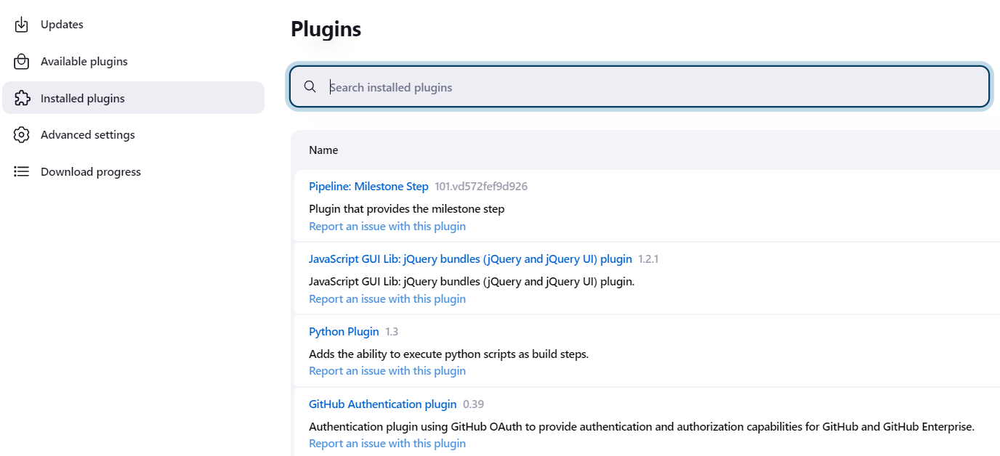 Updates
Available plugins
Installed plugins
Advanced settings
Download progress
Plugins
Search installed plugins
Name
Pipeline: Milestone Step 101.vd572fef9d926
Plugin that provides the milestone step
Report an issue with this plugin
JavaScript GUI Lib: jQuery bundles (jQuery and jQuery UI) plugin 1.2.1
JavaScript GUI Lib: jQuery bundles (jQuery and jQuery UI) plugin.
Report an issue with this plugin
Python Plugin 1.3
Adds the ability to execute python scripts as build steps.
Report an issue with this plugin
GitHub Authentication plugin 0.39
Authentication plugin using GitHub OAuth to provide authentication and authorization capabilities for GitHub and GitHub Enterprise.
Report an issue with this plugin